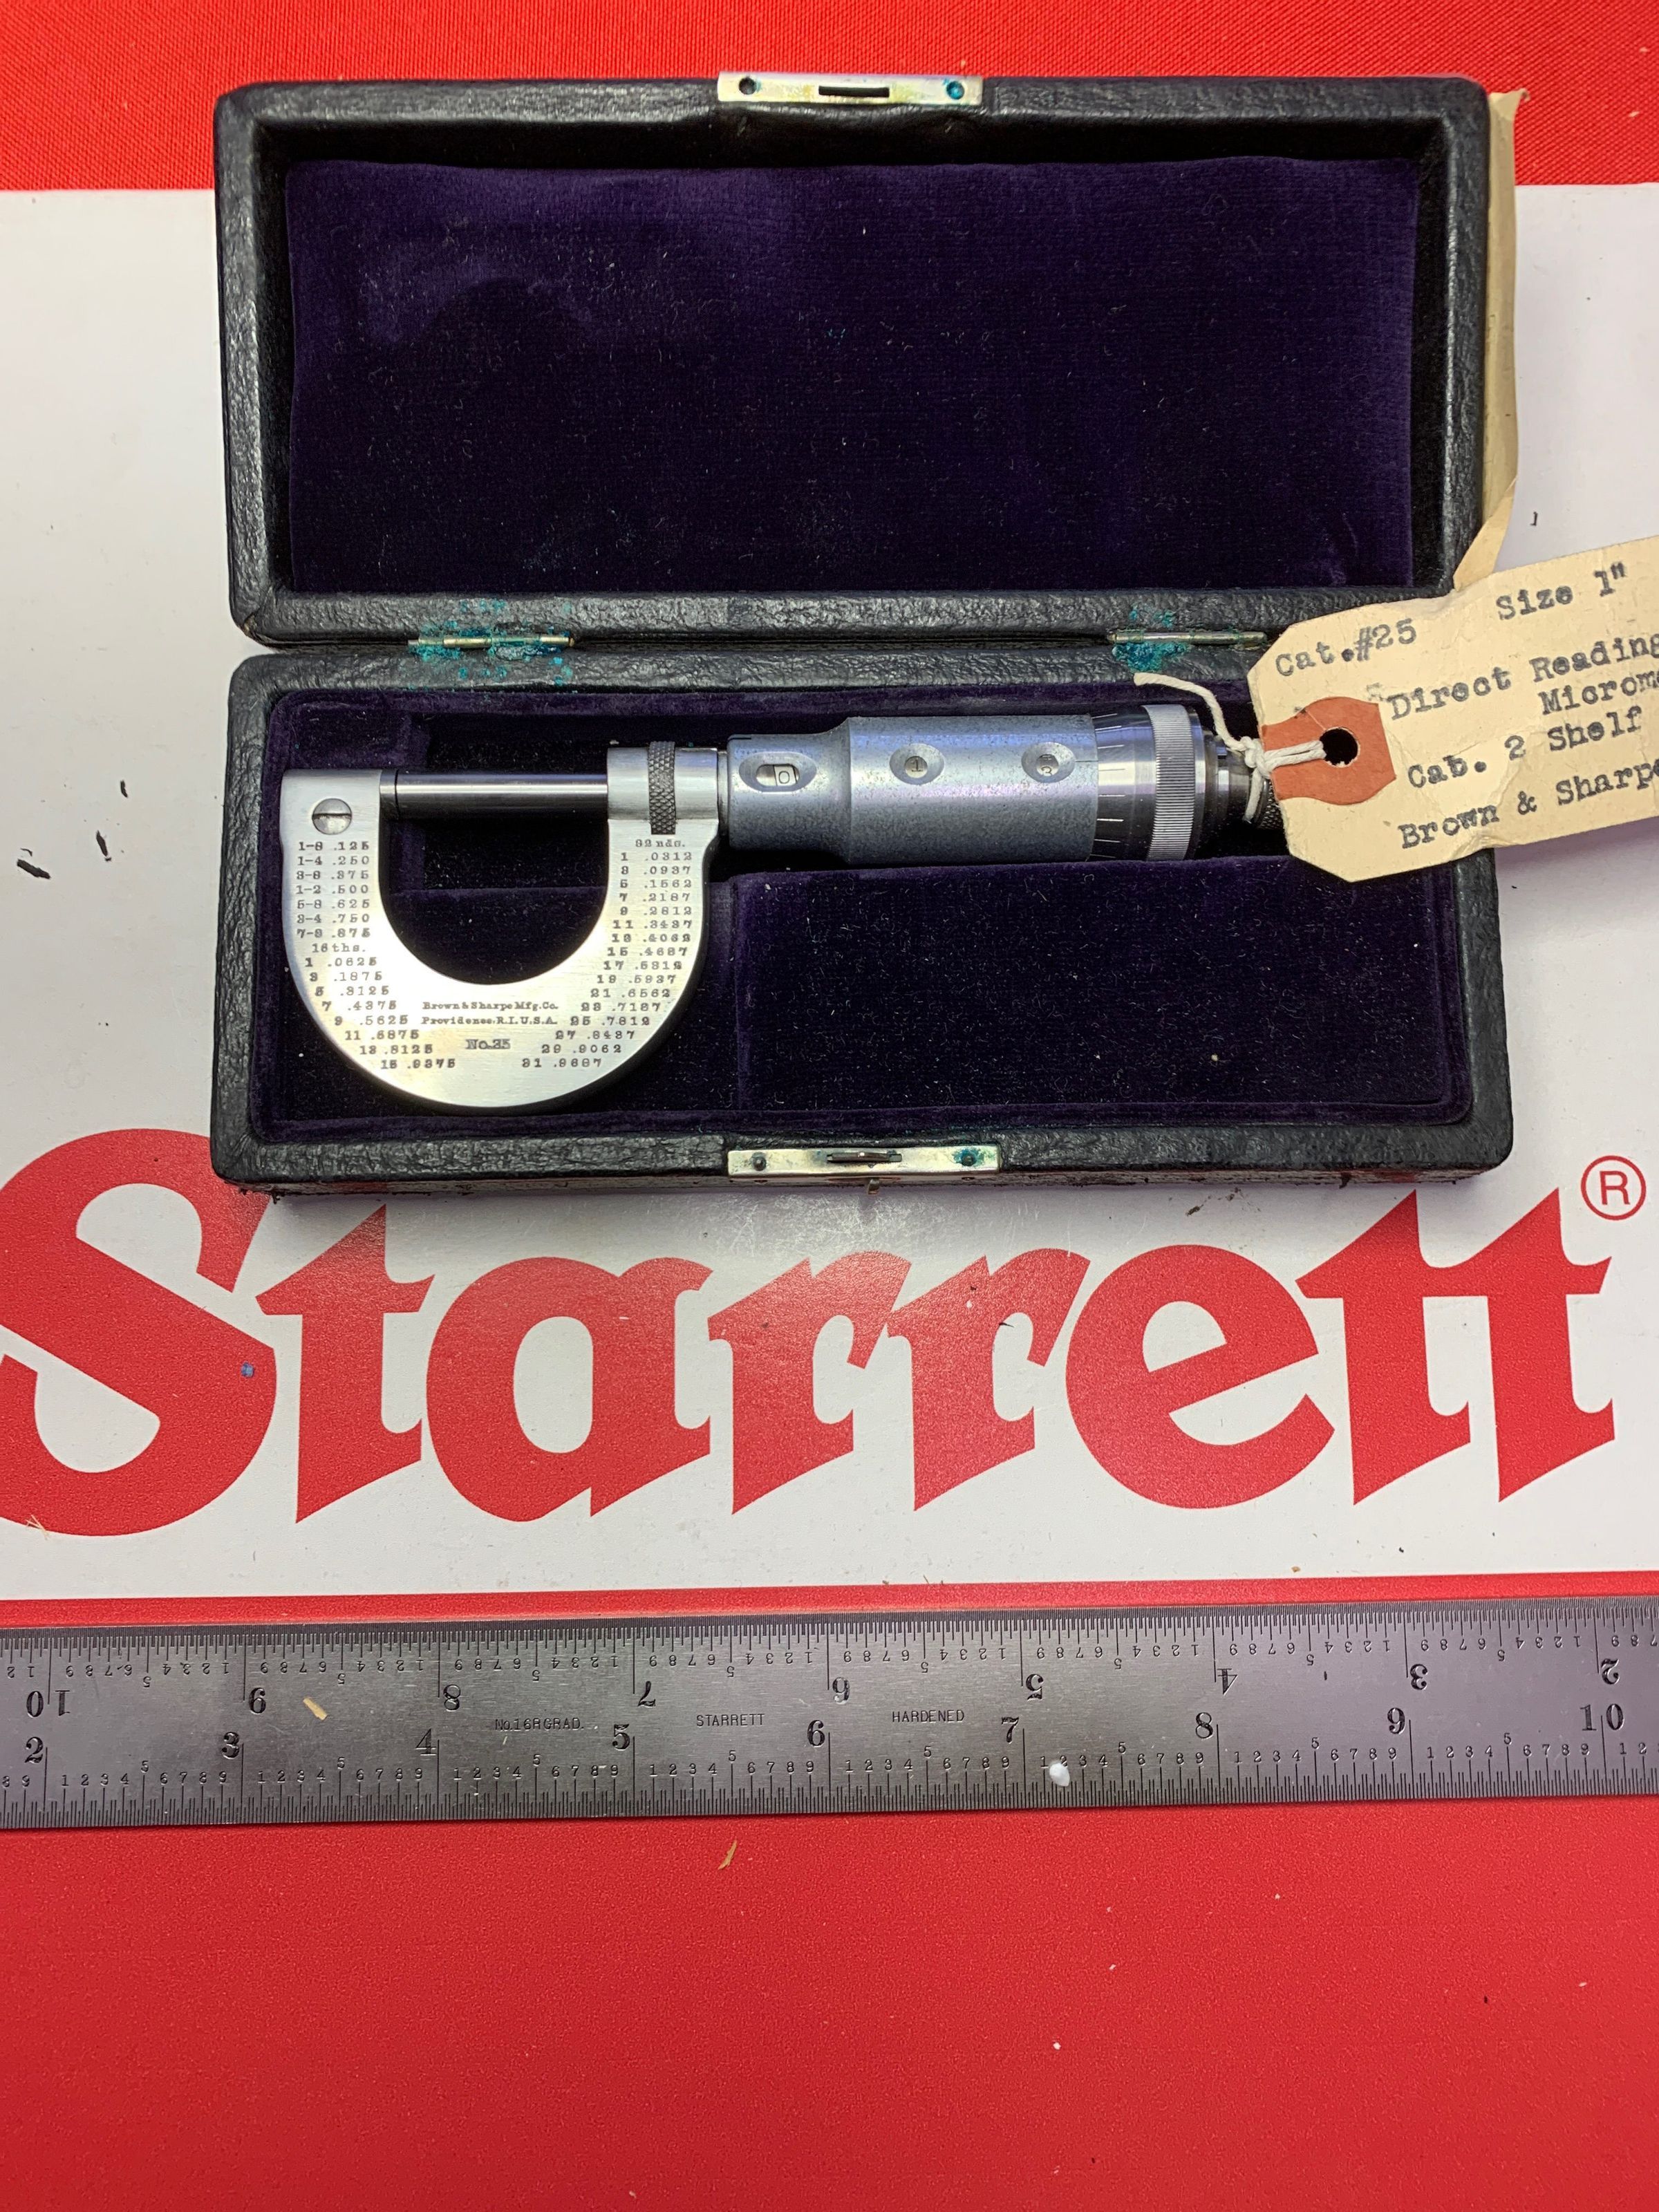 Cat.#25 Size 1"
Direct Reading
Cab. 2 Shelf
Brown & Sharpe
0
1
1-8 .125
1-4 .250
3-8 .375
1-2 .500
5-8 .625
3-4 .750
7-8 .875
16ths.
1 .0625
3 .1875
5 .3125
7 .4375
9 .5625
11 .6875
13 .8125
15 .9375
32nds.
1 .0312
3 .0937
5 .1562
7 .2187
9 .2812
11 .3437
13 .4062
15 .4687
17 .5312
19 .5937
21 .6562
23 .7187
25 .7812
27 .8437
29 .9062
31 .9687
Brown & Sharpe Mfg. Co.
Providence, R.I. U.S.A.
No.25
Starrett®
10 9 8 7 6 5 4 3 2
No.16R GRAD. STARRETT HARDENED
2 3 4 5 6 7 8 9 10